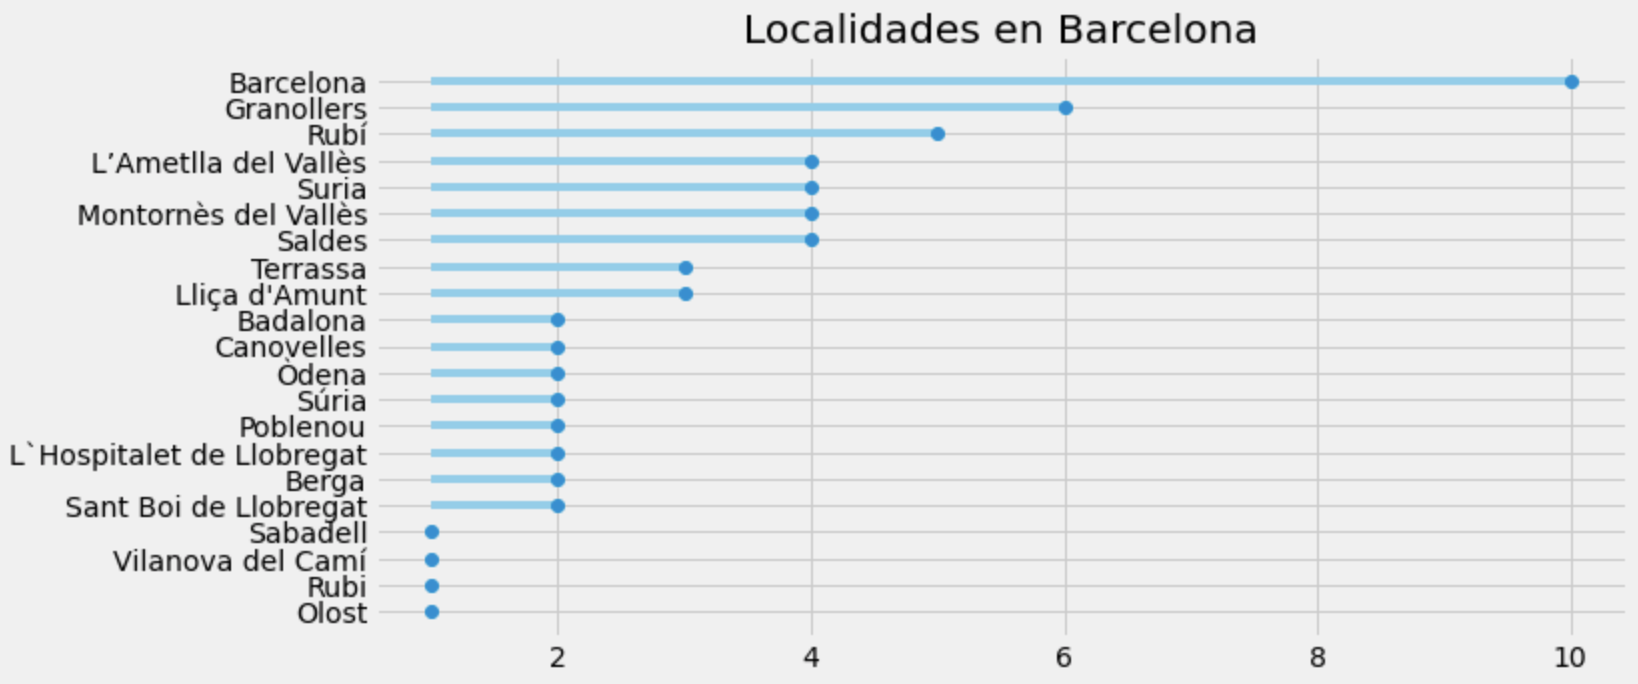 Localidades en Barcelona
Barcelona
Granollers
Rubí
L’Ametlla del Vallès
Suria
Montornès del Vallès
Saldes
Terrassa
Lliça d'Amunt
Badalona
Canovelles
Òdena
Súria
Poblenou
L`Hospitalet de Llobregat
Berga
Sant Boi de Llobregat
Sabadell
Vilanova del Camí
Rubi
Olost
2 4 6 8 10